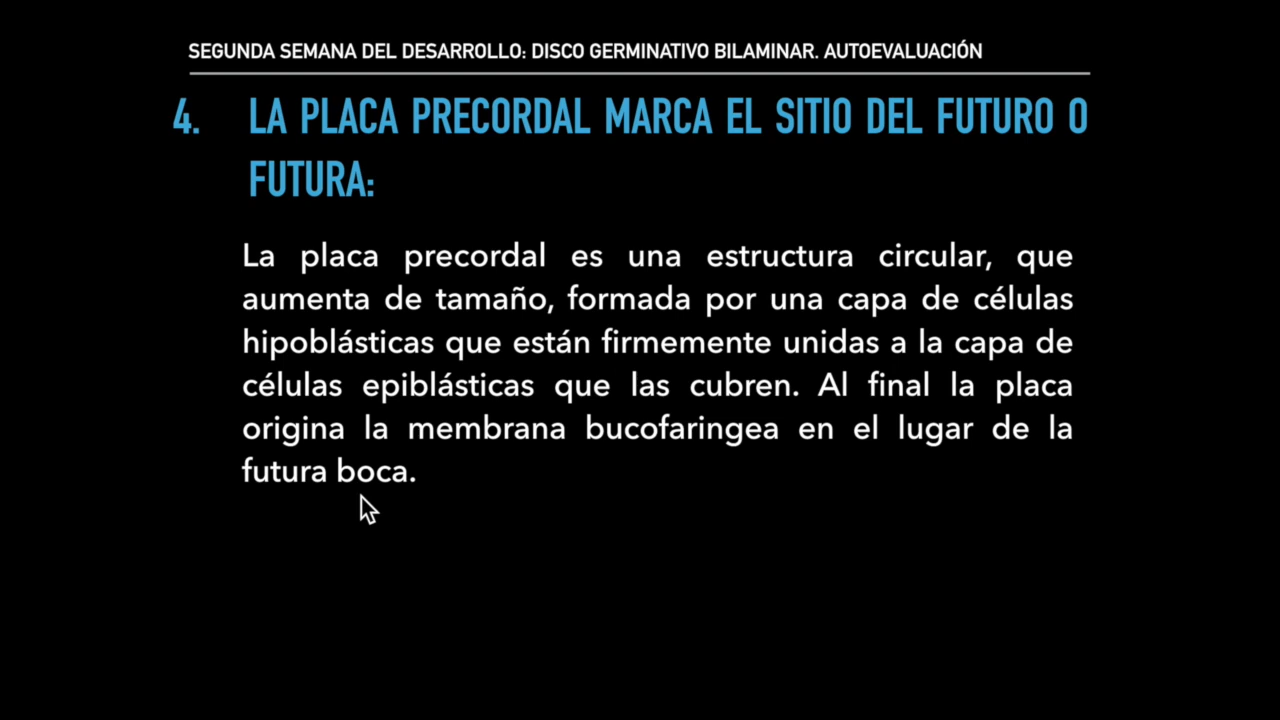 SEGUNDA SEMANA DEL DESARROLLO: DISCO GERMINATIVO BILAMINAR. AUTOEVALUACIÓN
4. LA PLACA PRECORDAL MARCA EL SITIO DEL FUTURO O
FUTURA:
La placa precordal es una estructura circular, que
aumenta de tamaño, formada por una capa de células
hipoblásticas que están firmemente unidas a la capa de
células epiblásticas que las cubren. Al final la placa
origina la membrana bucofaringea en el lugar de la
futura boca.